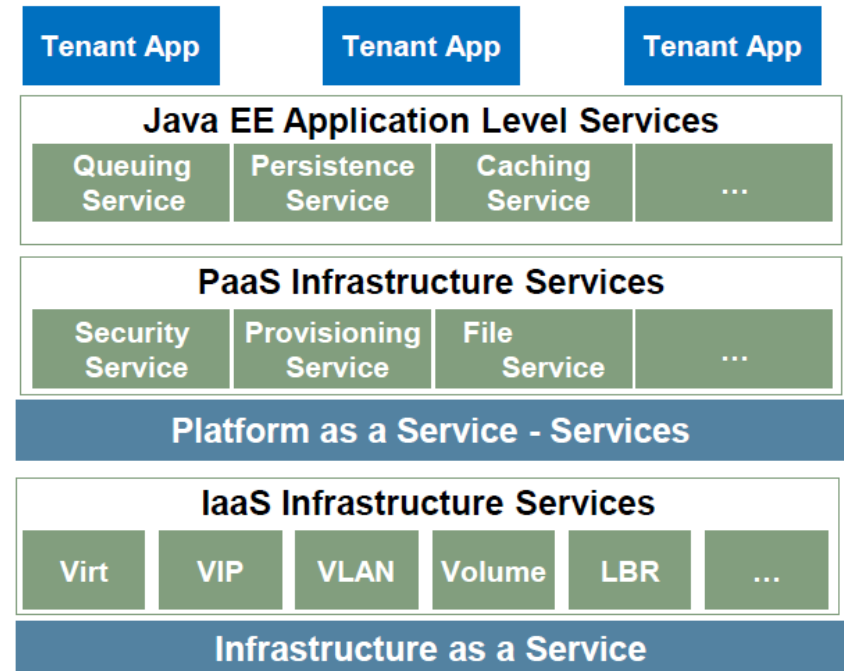 Tenant App Tenant App Tenant App
Java EE Application Level Services
Queuing Persistence Caching
Service Service Service ...
PaaS Infrastructure Services
Security Provisioning File
Service Service Service ...
Platform as a Service - Services
IaaS Infrastructure Services
Virt VIP VLAN Volume LBR ...
Infrastructure as a Service